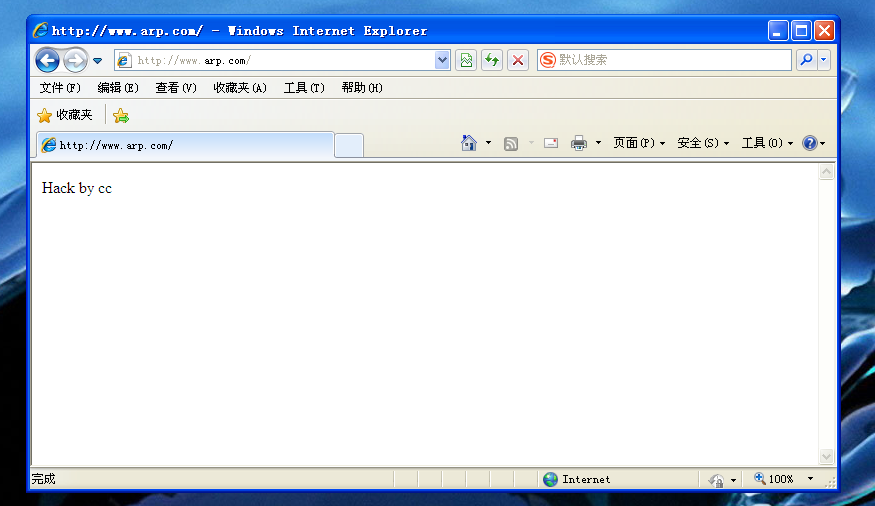 http://www.arp.com/ - Windows Internet Explorer
http://www.arp.com/ 默认搜索
文件(F) 编辑(E) 查看(V) 收藏夹(A) 工具(T) 帮助(H)
收藏夹
http://www.arp.com/ 页面(P) 安全(S) 工具(O)
Hack by cc
完成 Internet 100%